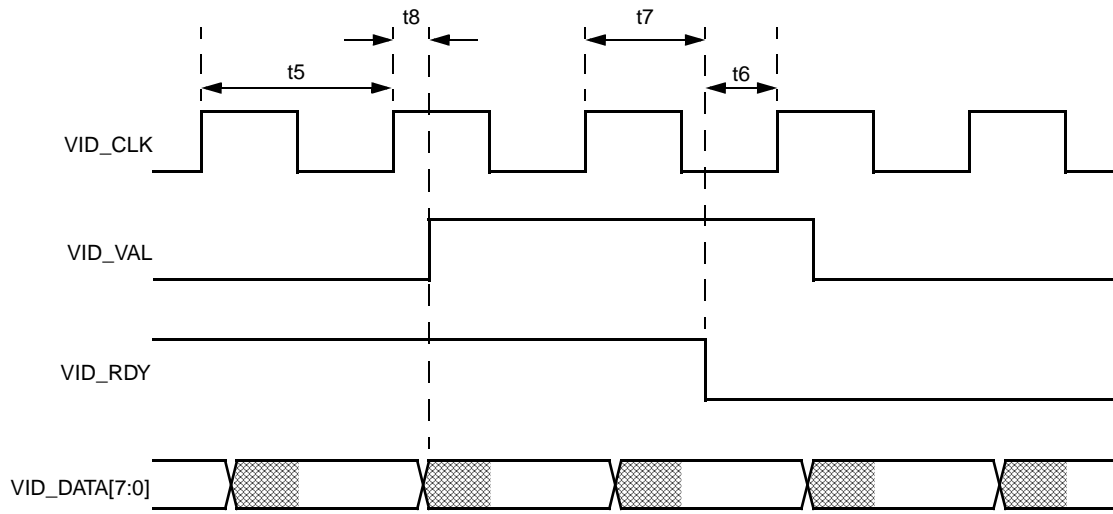 t8
t7
t5
t6
VID_CLK
VID_VAL
VID_RDY
VID_DATA[7:0]